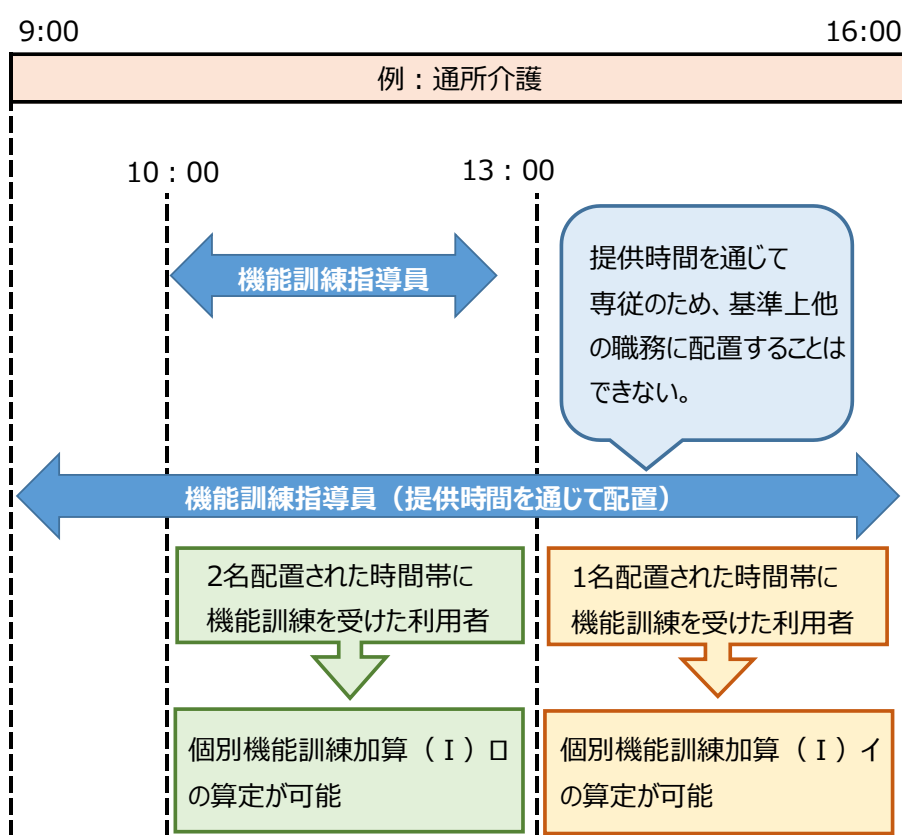 9:00
16:00
例：通所介護
10：00
13：00
機能訓練指導員
提供時間を通じて
専従のため、基準上他
の職務に配置することは
できない。
機能訓練指導員（提供時間を通じて配置）
2名配置された時間帯に
機能訓練を受けた利用者
1名配置された時間帯に
機能訓練を受けた利用者
個別機能訓練加算（Ⅰ）ロ
の算定が可能
個別機能訓練加算（Ⅰ）イ
の算定が可能